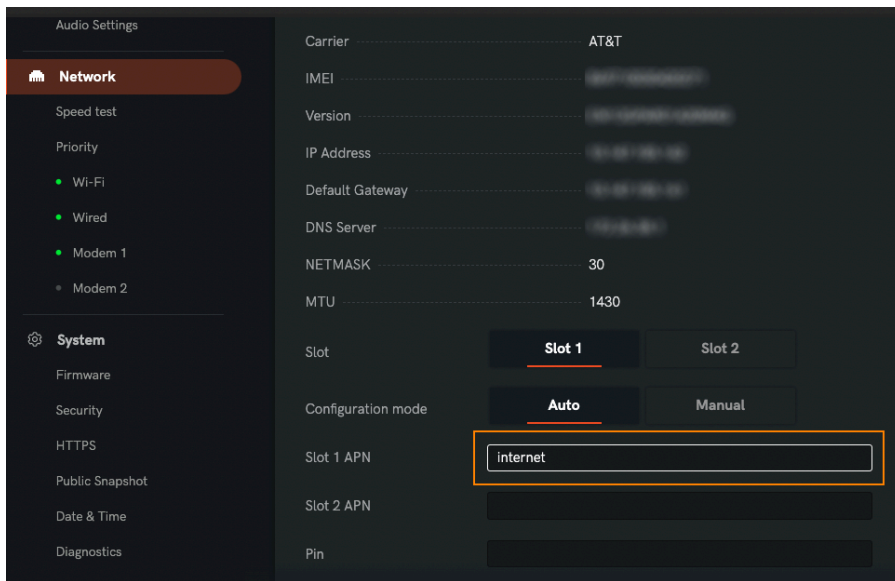 Audio Settings
Network
Speed test
Priority
Wi-Fi
Wired
Modem 1
Modem 2
System
Firmware
Security
HTTPS
Public Snapshot
Date & Time
Diagnostics
Carrier AT&T
IMEI
Version
IP Address
Default Gateway
DNS Server
NETMASK 30
MTU 1430
Slot Slot 1 Slot 2
Configuration mode Auto Manual
Slot 1 APN internet
Slot 2 APN
Pin